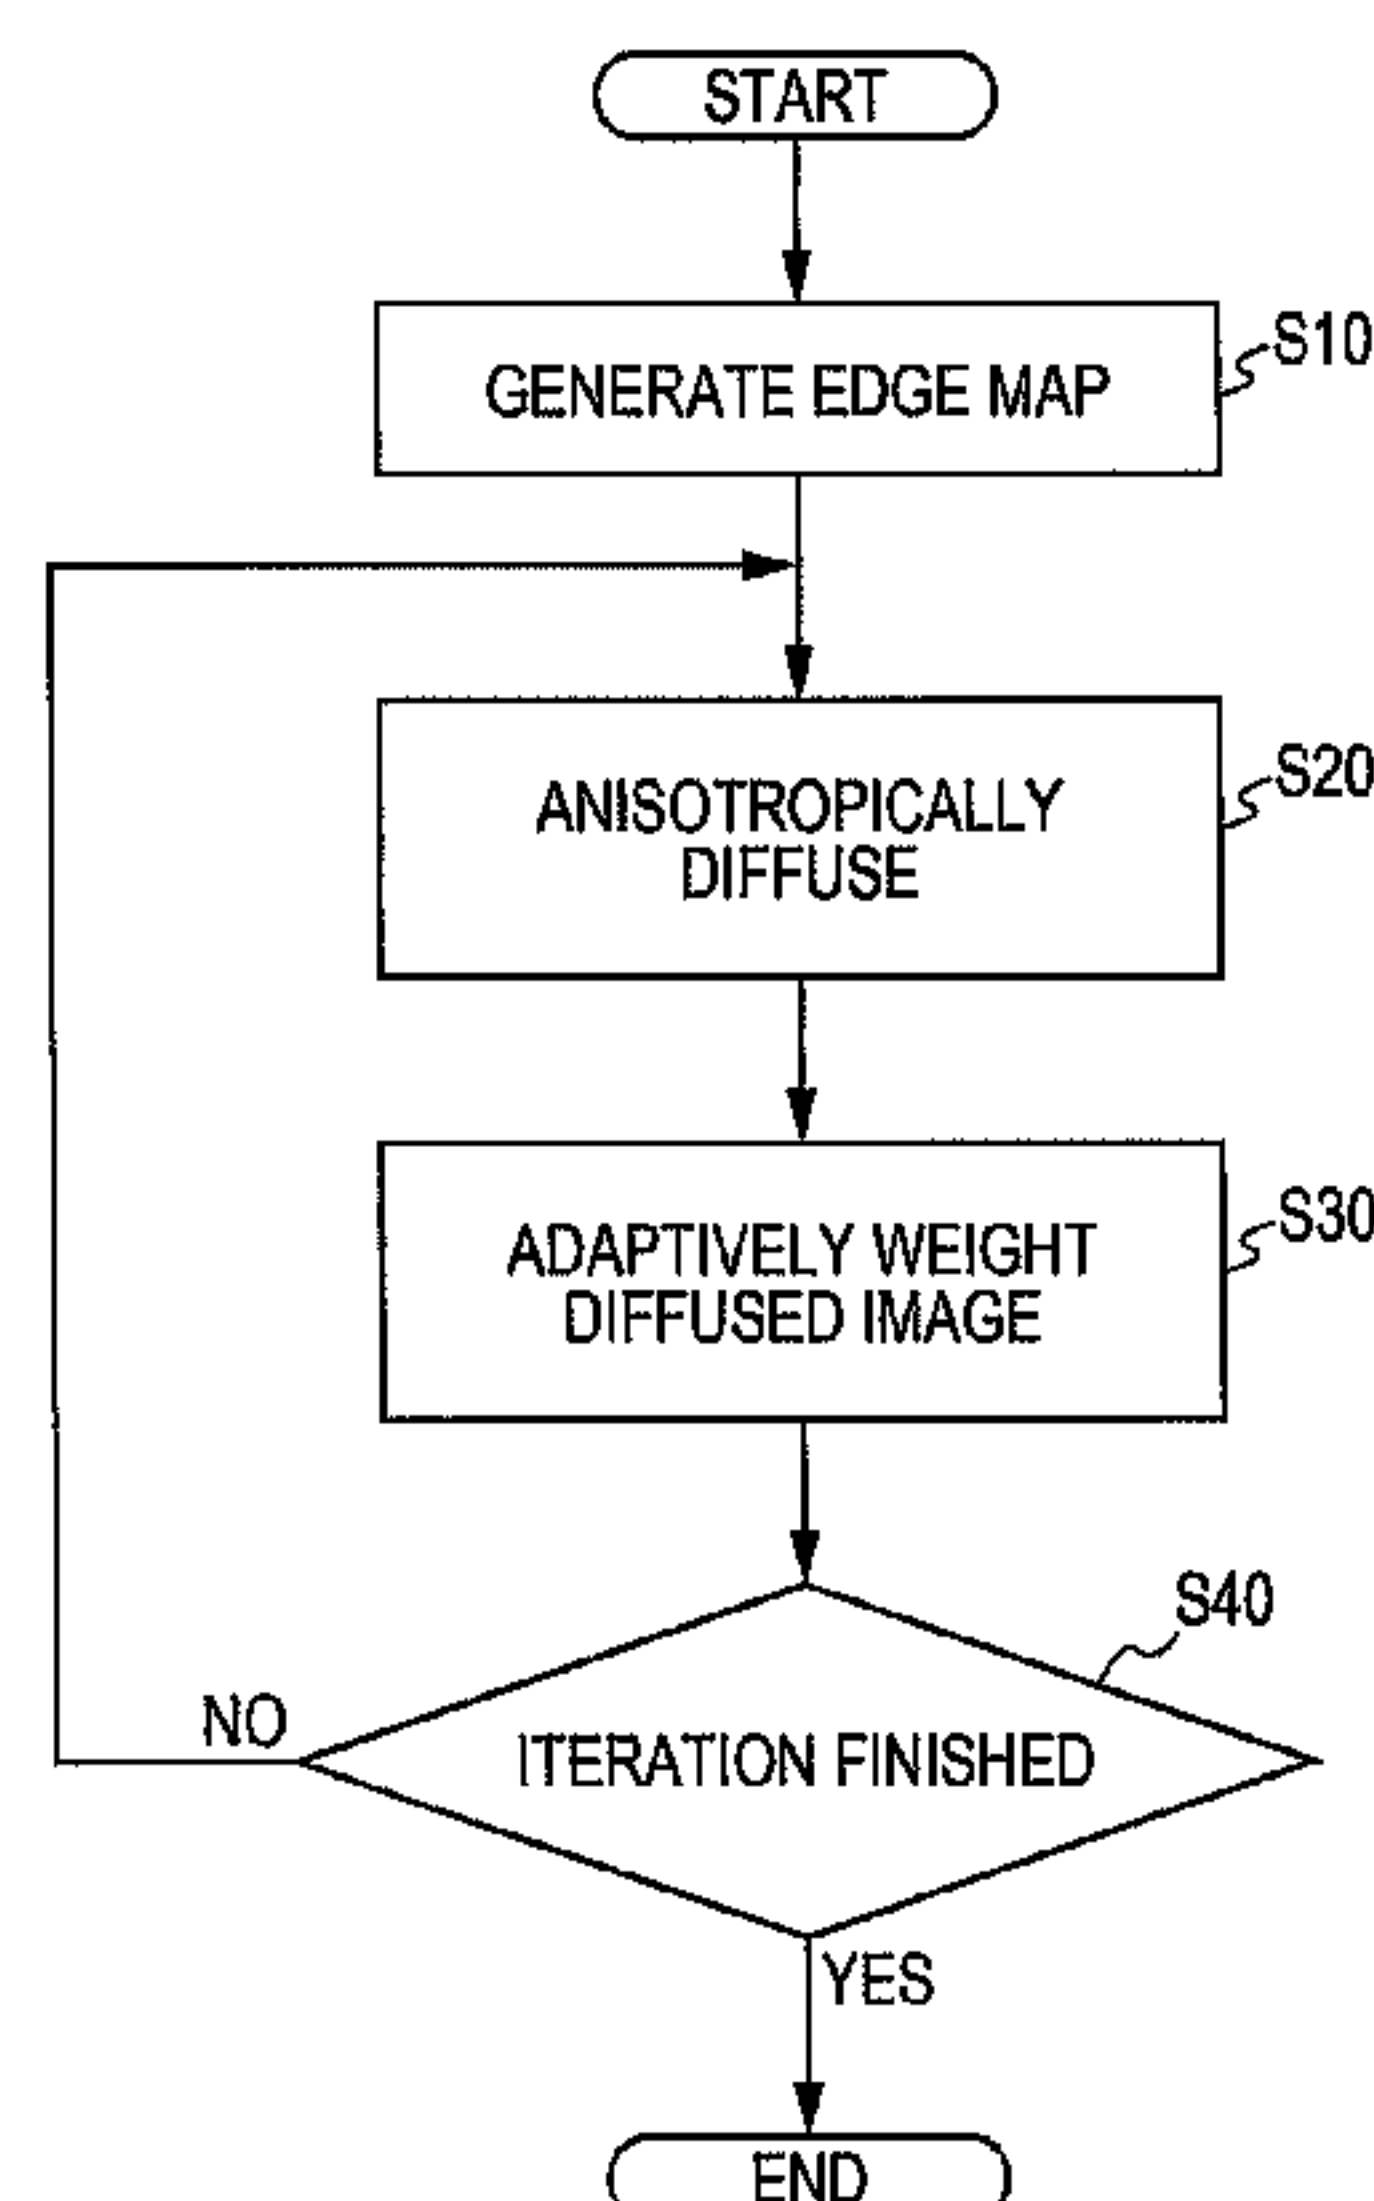 START
GENERATE EDGE MAP
S10
ANISOTROPICALLY
DIFFUSE
S20
ADAPTIVELY WEIGHT
DIFFUSED IMAGE
S30
S40
NO
ITERATION FINISHED
YES
END